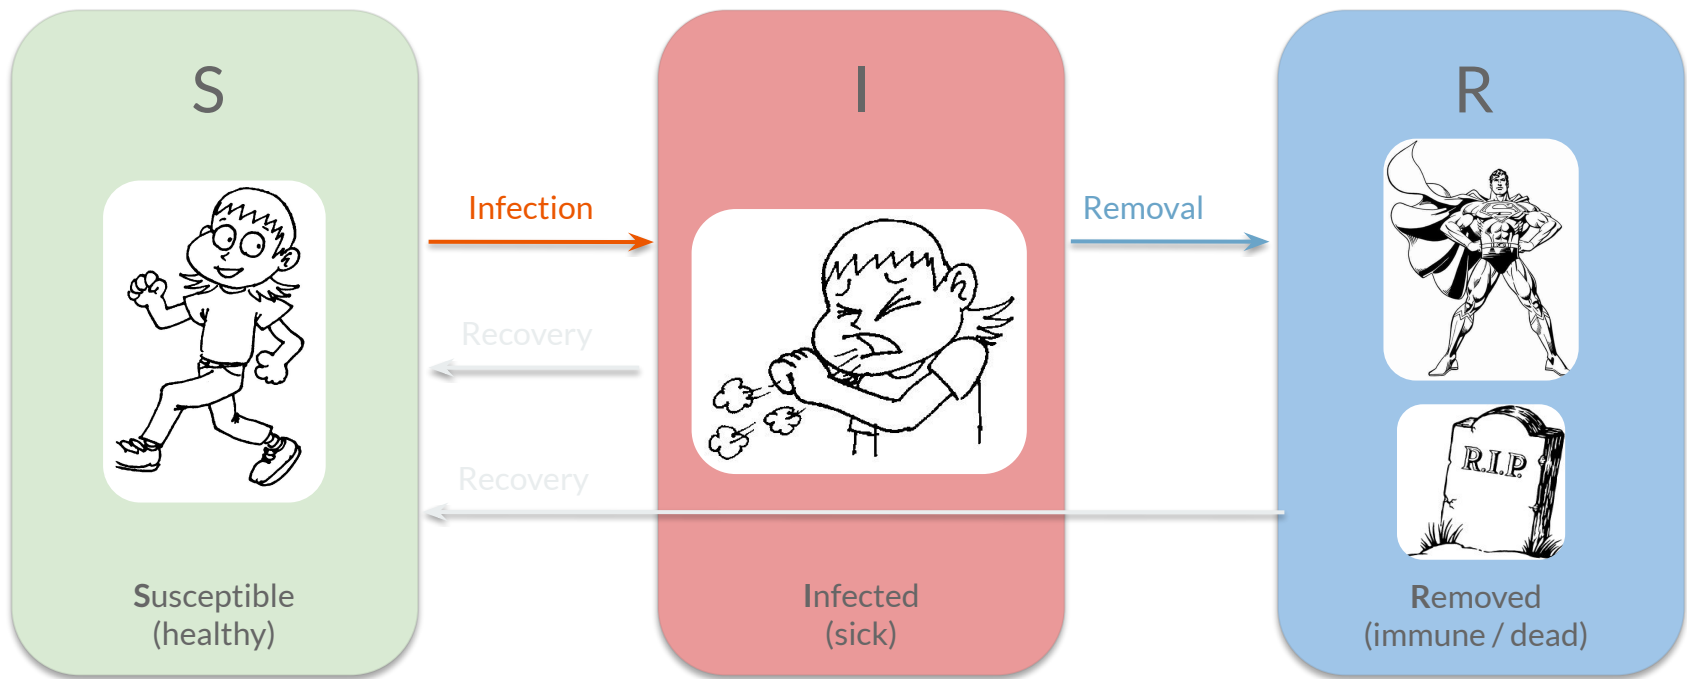 S
I
R
Infection
Removal
Recovery
Recovery
R.I.P.
Susceptible
(healthy)
Infected
(sick)
Removed
(immune / dead)